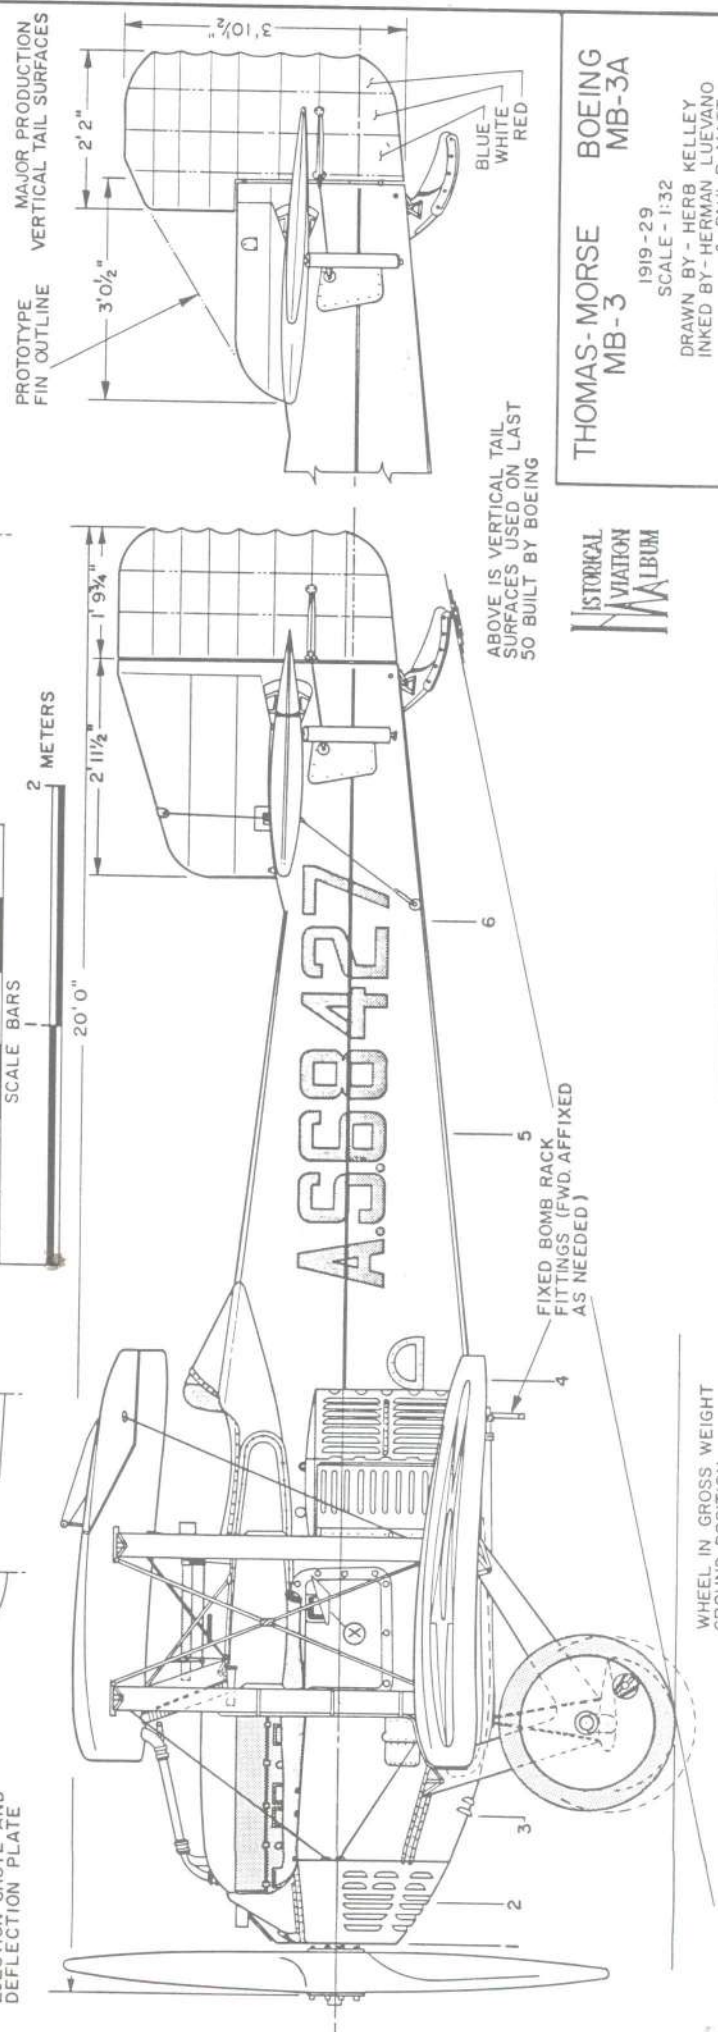 MAJOR PRODUCTION
VERTICAL TAIL SURFACES
PROTOTYPE
FIN OUTLINE
3' 10½"
2' 2"
3' 0½"
BLUE
WHITE
RED
THOMAS-MORSE
MB-3
BOEING
MB-3A
1919-29
SCALE - 1:32
DRAWN BY - HERB KELLEY
INKED BY - HERMAN LUEVANO
ABOVE IS VERTICAL TAIL
SURFACES USED ON LAST
50 BUILT BY BOEING
HISTORICAL
AVIATION
ALBUM
SCALE BARS
2 METERS
20' 0"
2' 11½"
1' 9¾"
A.S.68427
FIXED BOMB RACK
FITTINGS (FWD. AFFIXED
AS NEEDED)
X
1
2
3
4
5
6
DEFLECTION PLATE
WHEEL IN GROSS WEIGHT
GROUND POSITION